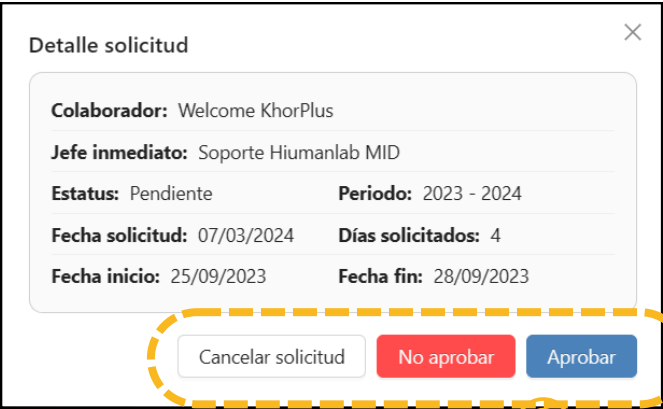 Detalle solicitud
Colaborador: Welcome KhorPlus
Jefe inmediato: Soporte Hiumanlab MID
Estatus: Pendiente Periodo: 2023 - 2024
Fecha solicitud: 07/03/2024 Días solicitados: 4
Fecha inicio: 25/09/2023 Fecha fin: 28/09/2023
Cancelar solicitud No aprobar Aprobar